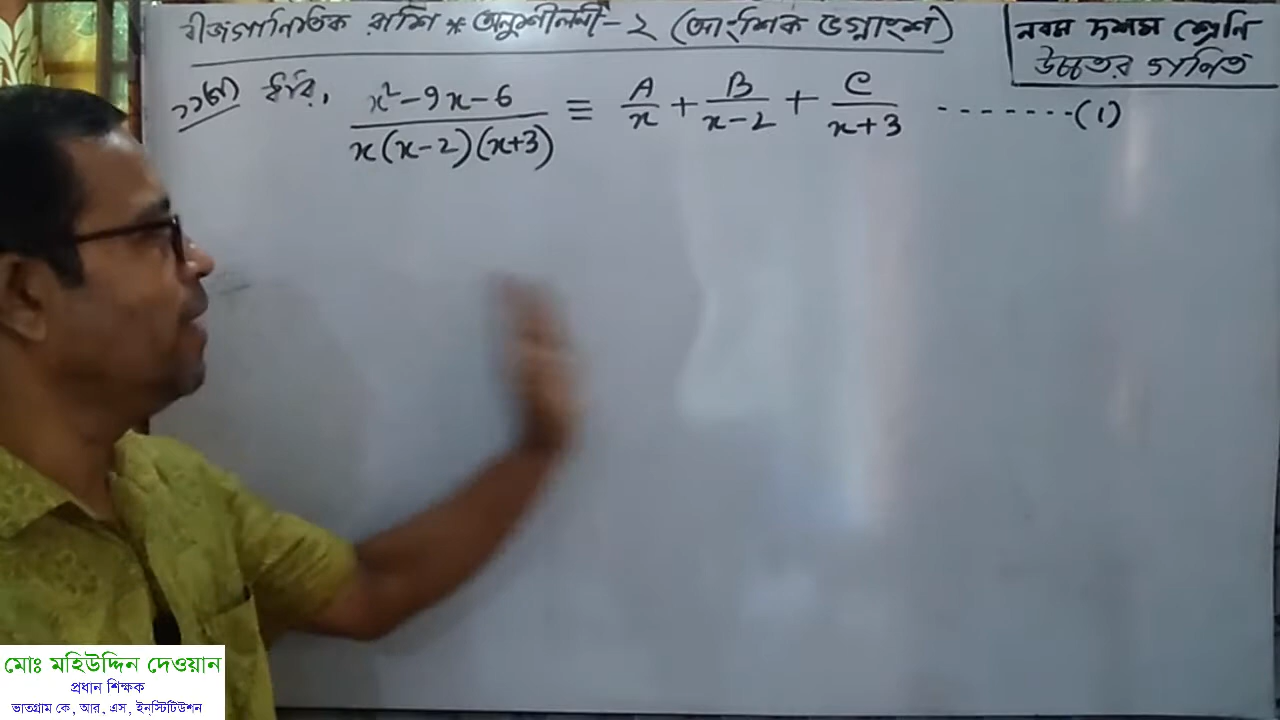 বীজগাণিতিক রাশি * অনুশীলনী-২ (আংশিক ভগ্নাংশ)
নবম দশম শ্রেণি
উচ্চতর গণিত
ধরি, x²-9x-6 / x(x-2)(x+3) ≡ A/x + B/x-2 + C/x+3 -------(1)
মোঃ মহিউদ্দিন দেওয়ান
প্রধান শিক্ষক
ভাতগ্রাম কে, আর, এস, ইনস্টিটিউশন